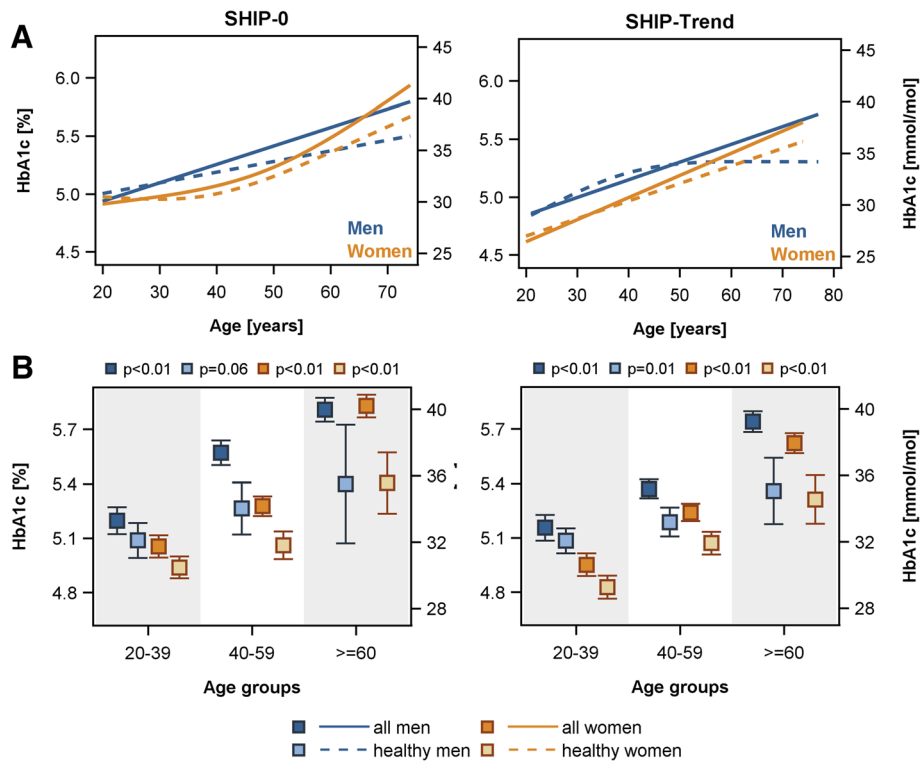 A
SHIP-0
SHIP-Trend
HbA1c [%]
6.0
5.5
5.0
4.5
45
40
35
30
25
Men
Women
20 30 40 50 60 70
Age [years]
6.0
5.5
5.0
4.5
45
40
35
30
25
HbA1c [mmol/mol]
Men
Women
20 30 40 50 60 70 80
Age [years]
B
p<0.01 p=0.06 p<0.01 p<0.01
HbA1c [%]
5.7
5.4
5.1
4.8
40
36
32
28
20-39 40-59 >=60
Age groups
p<0.01 p=0.01 p<0.01 p<0.01
5.7
5.4
5.1
4.8
40
36
32
28
HbA1c [mmol/mol]
20-39 40-59 >=60
Age groups
all men all women
healthy men healthy women